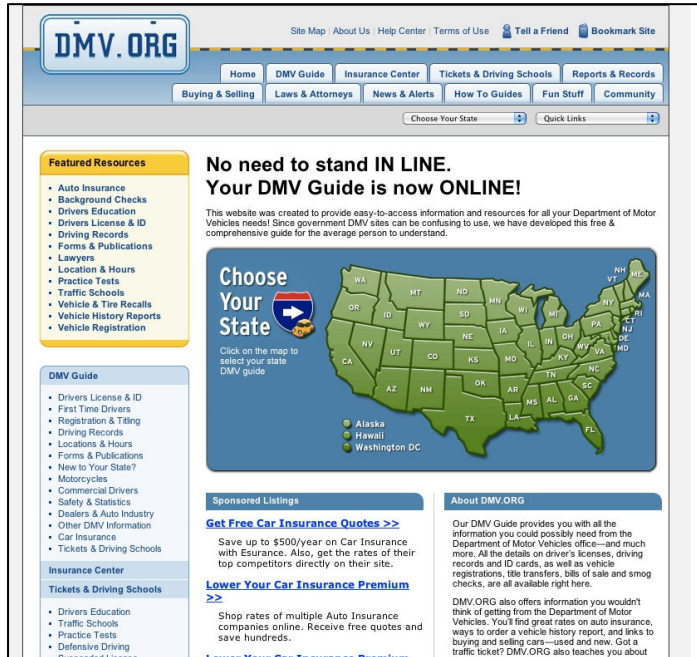 DMV.ORG
Site Map | About Us | Help Center | Terms of Use Tell a Friend Bookmark Site
Home DMV Guide Insurance Center Tickets & Driving Schools Reports & Records
Buying & Selling Laws & Attorneys News & Alerts How To Guides Fun Stuff Community
Choose Your State Quick Links
Featured Resources
Auto Insurance
Background Checks
Drivers Education
Drivers License & ID
Driving Records
Forms & Publications
Lawyers
Location & Hours
Practice Tests
Traffic Schools
Vehicle & Tire Recalls
Vehicle History Reports
Vehicle Registration
DMV Guide
Drivers License & ID
First Time Drivers
Registration & Titling
Driving Records
Locations & Hours
Forms & Publications
New to Your State?
Motorcycles
Commercial Drivers
Safety & Statistics
Dealers & Auto Industry
Other DMV Information
Car Insurance
Tickets & Driving Schools
Insurance Center
Tickets & Driving Schools
Drivers Education
Traffic Schools
Practice Tests
Defensive Driving
Suspended License
No need to stand IN LINE.
Your DMV Guide is now ONLINE!
This website was created to provide easy-to-access information and resources for all your Department of Motor
Vehicles needs! Since government DMV sites can be confusing to use, we have developed this free &
comprehensive guide for the average person to understand.
Choose
Your
State
Click on the map to
select your state
DMV guide
WA MT ND MN WI MI VT NH ME
OR ID WY SD IA NY MA
RI
CT
NJ
DE
MD
NV UT CO NE KS MO IL IN OH PA WV VA KY
CA AZ NM OK AR TN NC SC
TX LA MS AL GA FL
Alaska
Hawaii
Washington DC
Sponsored Listings
Get Free Car Insurance Quotes >>
Save up to $500/year on Car Insurance
with Esurance. Also, get the rates of their
top competitors directly on their site.
Lower Your Car Insurance Premium
>>
Shop rates of multiple Auto Insurance
companies online. Receive free quotes and
save hundreds.
Lower Your Car Insurance Premium
About DMV.ORG
Our DMV Guide provides you with all the
information you could possibly need from the
Department of Motor Vehicles office—and much
more. All the details on driver's licenses, driving
records and ID cards, as well as vehicle
registrations, title transfers, bills of sale and smog
checks, are all available right here.
DMV.ORG also offers information you wouldn't
think of getting from the Department of Motor
Vehicles. You'll find great rates on auto insurance,
ways to order a vehicle history report, and links to
buying and selling cars—used and new. Got a
traffic ticket? DMV.ORG also teaches you about